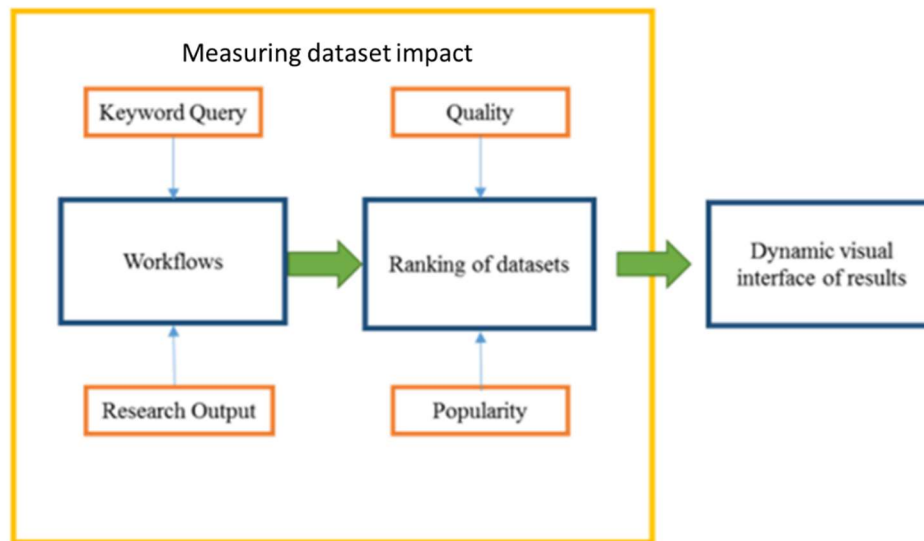 Measuring dataset impact
Keyword Query
Quality
Workflows
Ranking of datasets
Dynamic visual
interface of results
Research Output
Popularity